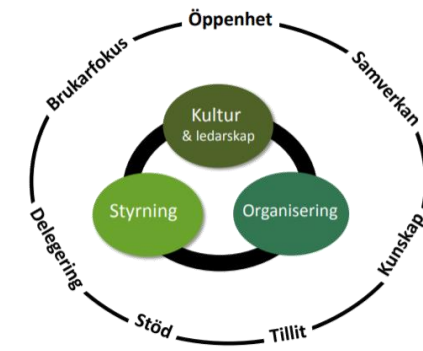 Öppenhet
Samverkan
Kunskap
Tillit
Stöd
Delegering
Brukarfokus
Kultur
& ledarskap
Styrning
Organisering